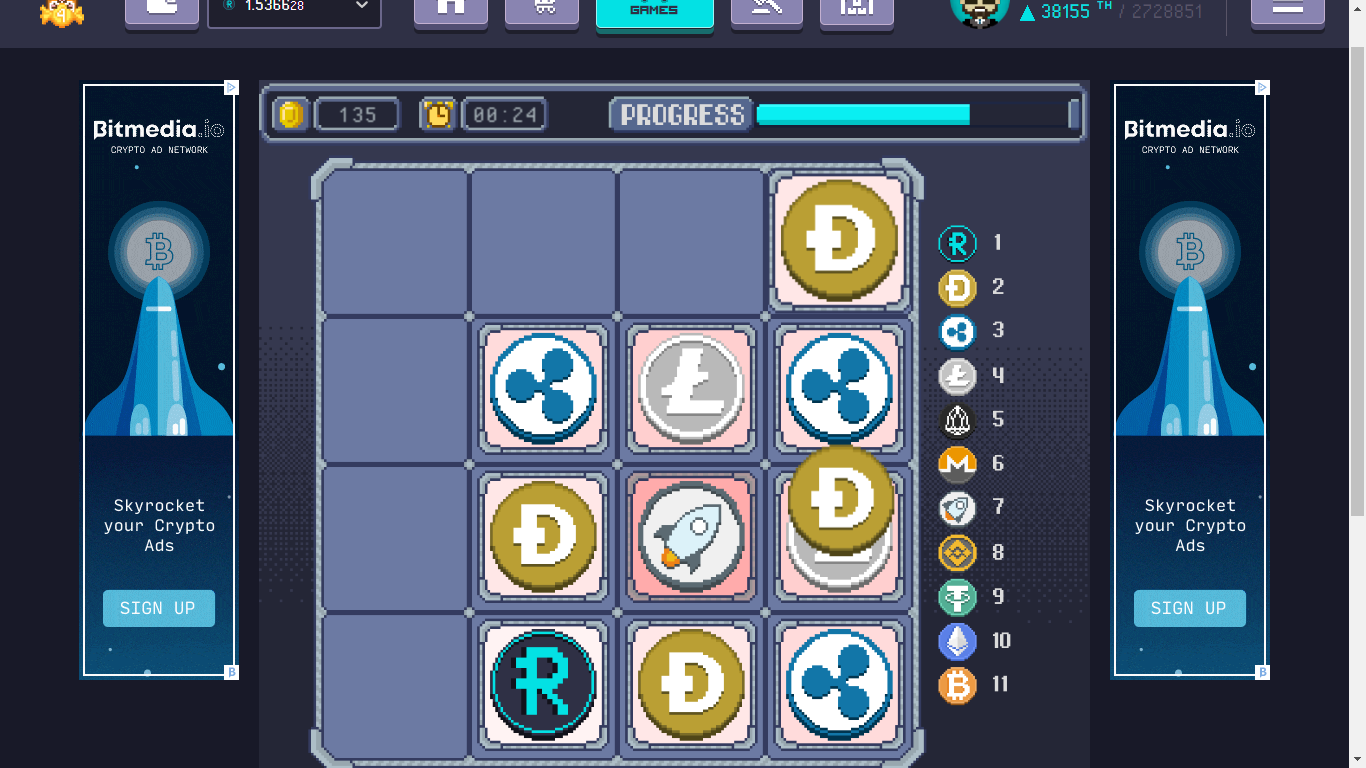 1.536628
GAMES
38155 TH / 2728851
135
00:24
PROGRESS
Bitmedia.io
CRYPTO AD NETWORK
Skyrocket
your Crypto
Ads
SIGN UP
1
2
3
4
5
6
7
8
9
10
11
Bitmedia.io
CRYPTO AD NETWORK
Skyrocket
your Crypto
Ads
SIGN UP